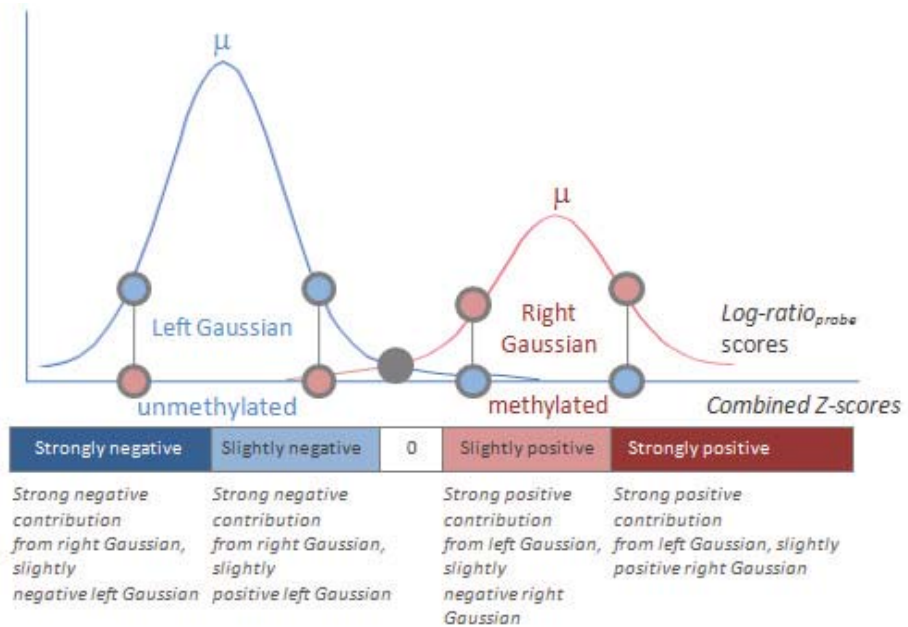 μ
μ
Left Gaussian
Right
Gaussian
Log-ratio probe
scores
unmethylated
methylated
Combined Z-scores
Strongly negative
Slightly negative
0
Slightly positive
Strongly positive
Strong negative
contribution
from right Gaussian,
slightly
negative left Gaussian
Strong negative
contribution
from right Gaussian,
slightly
positive left Gaussian
Strong positive
contribution
from left Gaussian,
slightly
negative right
Gaussian
Strong positive
contribution
from left Gaussian, slightly
positive right Gaussian